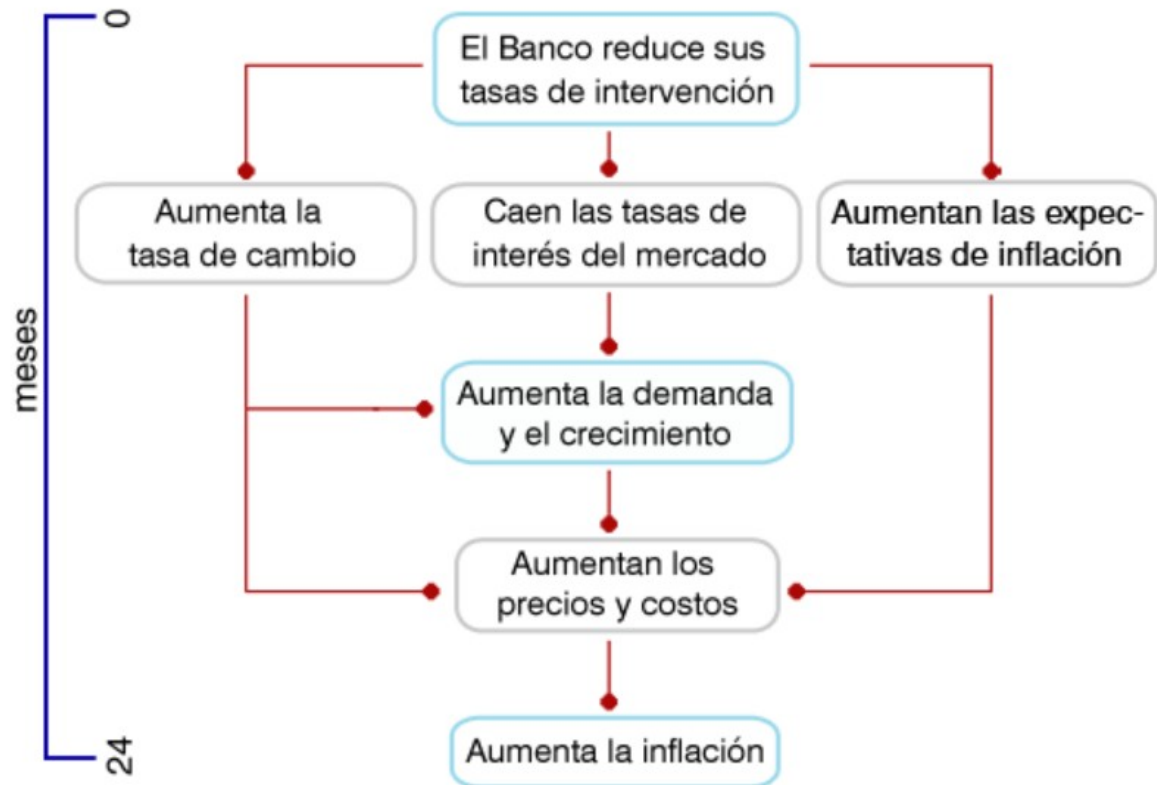 0
El Banco reduce sus
tasas de intervención
Aumenta la
tasa de cambio
Caen las tasas de
interés del mercado
Aumentan las expec-
tativas de inflación
meses
Aumenta la demanda
y el crecimiento
Aumentan los
precios y costos
24
Aumenta la inflación